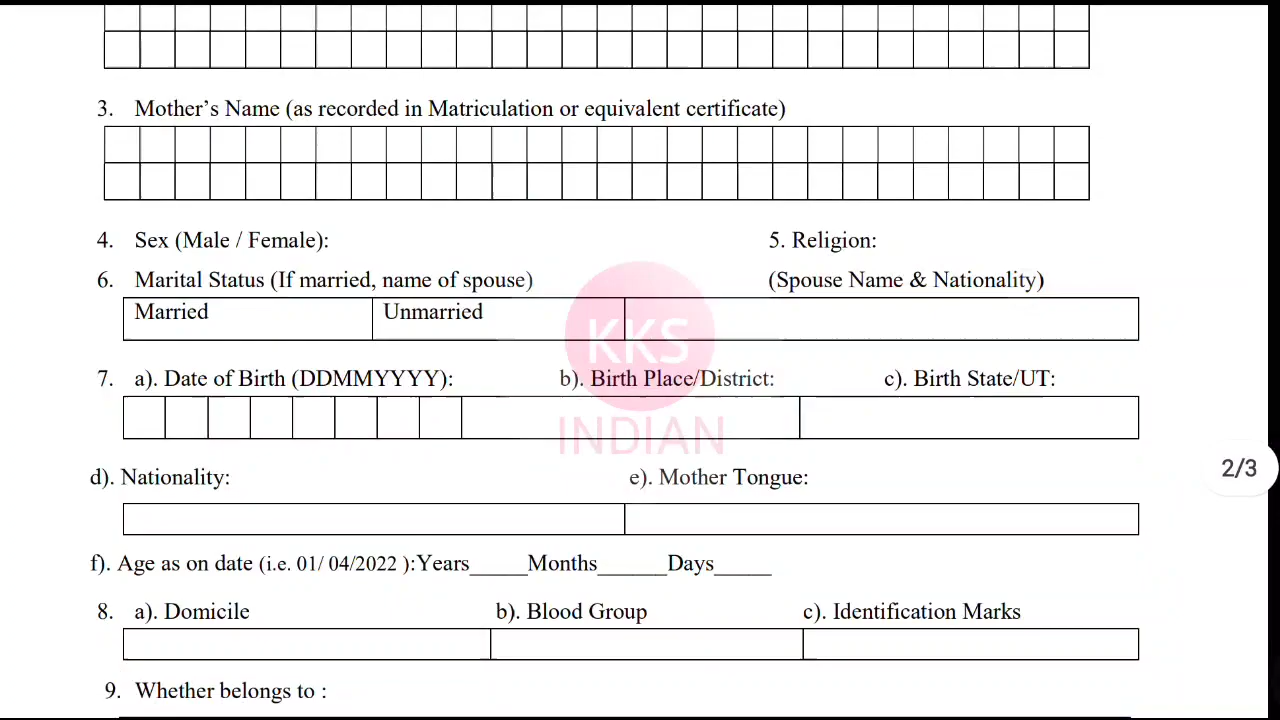 3. Mother’s Name (as recorded in Matriculation or equivalent certificate)
4. Sex (Male / Female): 5. Religion:
6. Marital Status (If married, name of spouse) (Spouse Name & Nationality)
Married Unmarried
KKS
7. a). Date of Birth (DDMMYYYY): b). Birth Place/District: c). Birth State/UT:
INDIAN
2/3
d). Nationality: e). Mother Tongue:
f). Age as on date (i.e. 01/ 04/2022 ):Years_____Months______Days_____
8. a). Domicile b). Blood Group c). Identification Marks
9. Whether belongs to :